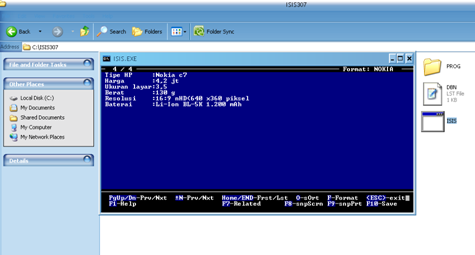 ISIS307
Back
Search
Folders
Folder Sync
Address
C:\ISIS307
File and Folder Tasks
Other Places
Local Disk (C:)
My Documents
Shared Documents
My Computer
My Network Places
Details
ISIS.EXE
4 / 4 Format: NOKIA
Tipe HP :Nokia c7
Harga :4,2 jt
Ukuran layar:3,5
Berat :130 g
Resolusi :16:9 nHD(640 x360 piksel
Baterai :Li-Ion BL-5K 1.200 mAh
PgUp/Dn-Prv/Nxt ↕N-Prv/Nxt Home/END-Frst/Lst O-sOrt F-Format <ESC>-exit
F1-Help F7-Related F8-snpScrn F9-snpPrt F10-Save
PROG
DBN
LST File
1 KB
ISIS